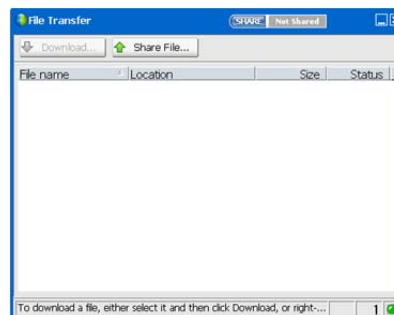 File Transfer SHARE Not Shared
Download... Share File...
File name Location Size Status
To download a file, either select it and then click Download, or right-... 1